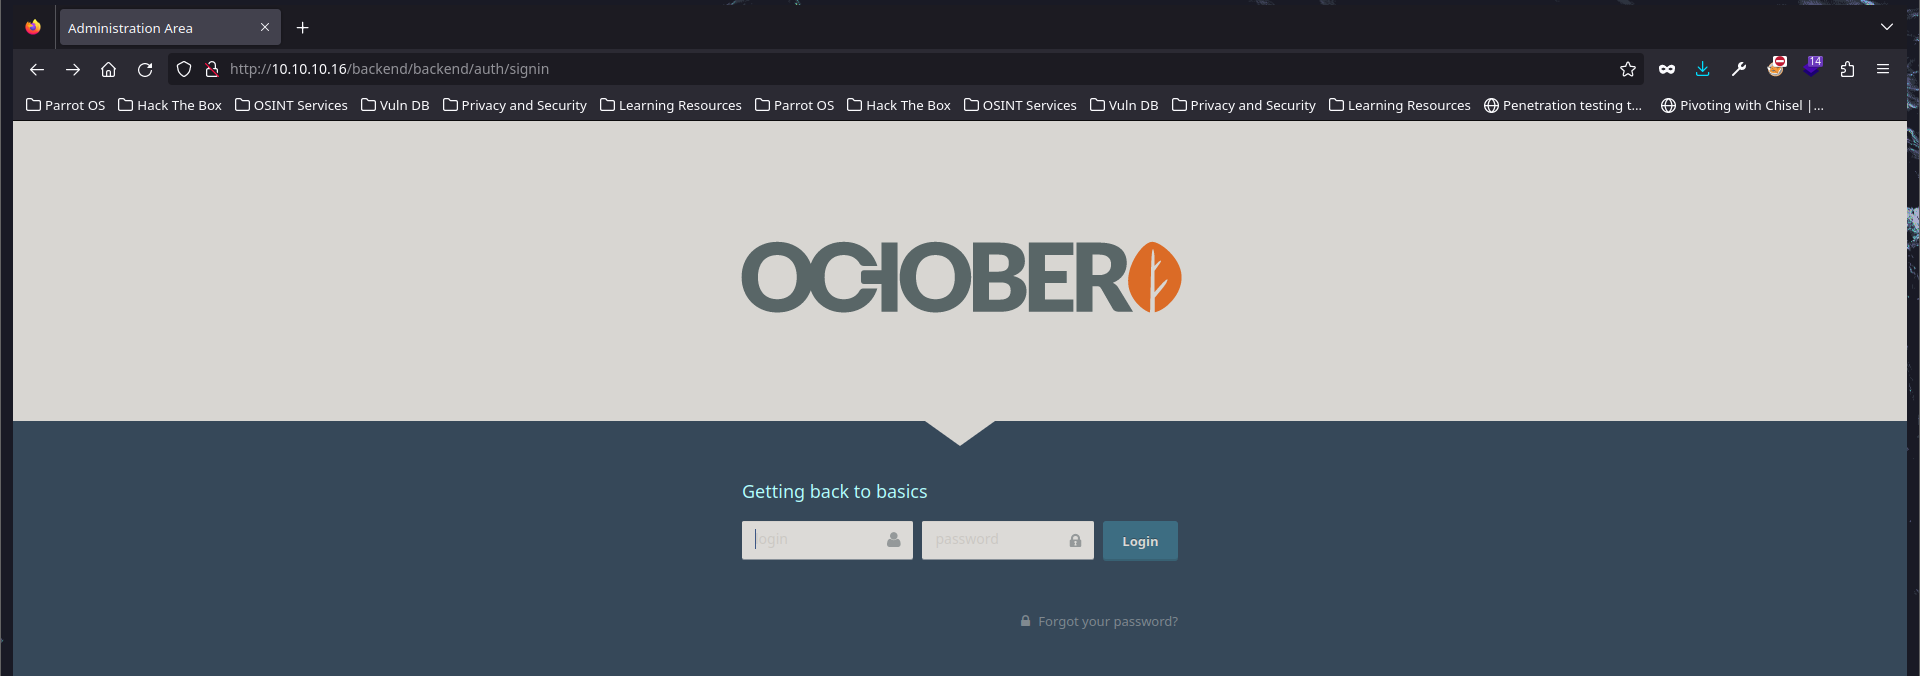 Administration Area
http://10.10.10.16/backend/backend/auth/signin
14
Parrot OS Hack The Box OSINT Services Vuln DB Privacy and Security Learning Resources Parrot OS Hack The Box OSINT Services Vuln DB Privacy and Security Learning Resources Penetration testing t... Pivoting with Chisel |...
OCTOBER
Getting back to basics
login password Login
Forgot your password?